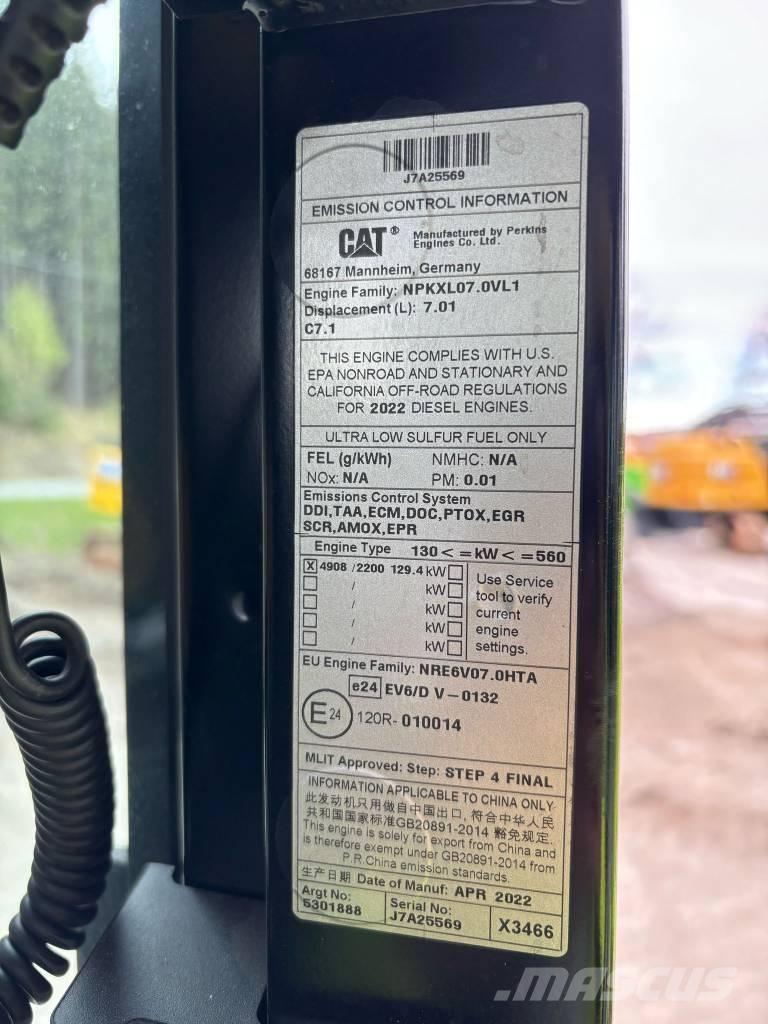 J7A25569
EMISSION CONTROL INFORMATION
CAT® Manufactured by Perkins
Engines Co. Ltd.
68167 Mannheim, Germany
Engine Family: NPKXL07.0VL1
Displacement (L): 7.01
C7.1
THIS ENGINE COMPLIES WITH U.S.
EPA NONROAD AND STATIONARY AND
CALIFORNIA OFF-ROAD REGULATIONS
FOR 2022 DIESEL ENGINES.
ULTRA LOW SULFUR FUEL ONLY
FEL (g/kWh) NMHC: N/A
NOx: N/A PM: 0.01
Emissions Control System
DDI,TAA,ECM,DOC,PTOX,EGR
SCR,AMOX,EPR
Engine Type 130 < =kW < =560
X 4908 /2200 129.4 kW
/ kW
/ kW
/ kW
/ kW
Use Service
tool to verify
current
engine
settings.
EU Engine Family: NRE6V07.0HTA
e24 EV6/D V-0132
E24 120R- 010014
MLIT Approved: Step: STEP 4 FINAL
INFORMATION APPLICABLE TO CHINA ONLY
此发动机只用做自中国出口,符合中华人民
共和国国家标准GB20891-2014 豁免规定.
This engine is solely for export from China and
is therefore exempt under GB20891-2014 from
P.R.China emission standards.
生产日期 Date of Manuf: APR 2022
Argt No:
5301888
Serial No:
J7A25569
X3466
MASCUS